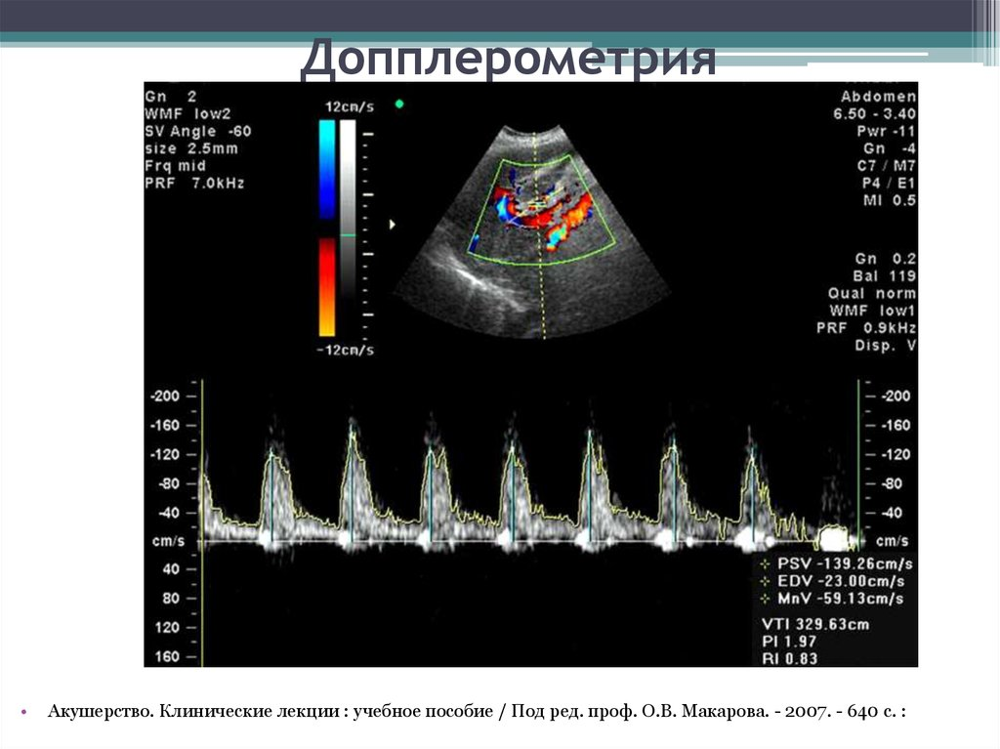 Допплерометрия
Gn 2
WMF low2
SV Angle -60
size 2.5mm
Frq mid
PRF 7.0kHz
12cm/s
-12cm/s
Abdomen
6.50 - 3.40
Pwr -11
Gn -4
C7 / M7
P4 / E1
MI 0.5
Gn 0.2
Bal 119
Qual norm
WMF low1
PRF 0.9kHz
Disp. V
-200
-160
-120
-80
-40
cm/s
40
80
120
160
-200
-160
-120
-80
-40
cm/s
PSV -139.26cm/s
EDV -23.00cm/s
MnV -59.13cm/s
VTI 329.63cm
PI 1.97
RI 0.83
• Акушерство. Клинические лекции : учебное пособие / Под ред. проф. О.В. Макарова. - 2007. - 640 с. :